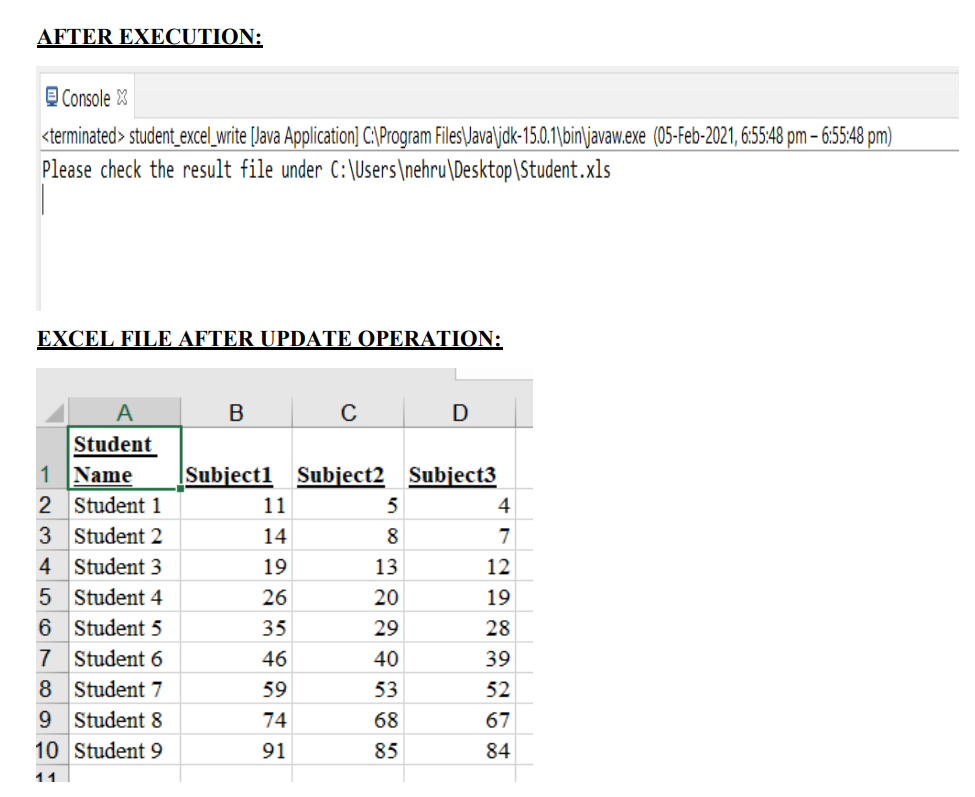 AFTER EXECUTION:
Console
<terminated> student_excel_write [Java Application] C:\Program Files\Java\jdk-15.0.1\bin\javaw.exe (05-Feb-2021, 6:55:48 pm – 6:55:48 pm)
Please check the result file under C:\Users\nehru\Desktop\Student.xls
EXCEL FILE AFTER UPDATE OPERATION:
A B C D
Student
1 Name Subject1 Subject2 Subject3
2 Student 1 11 5 4
3 Student 2 14 8 7
4 Student 3 19 13 12
5 Student 4 26 20 19
6 Student 5 35 29 28
7 Student 6 46 40 39
8 Student 7 59 53 52
9 Student 8 74 68 67
10 Student 9 91 85 84
11